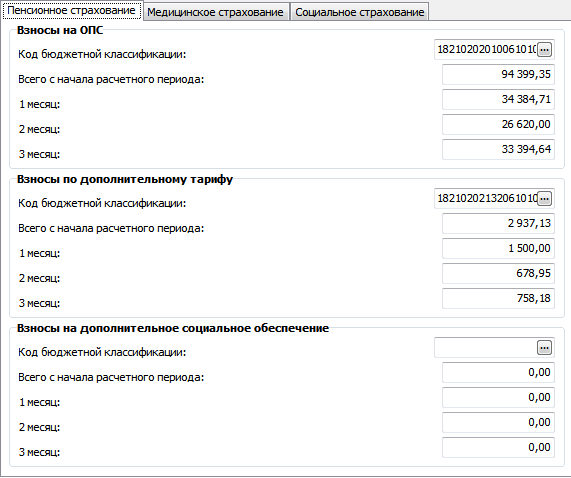 Пенсионное страхование Медицинское страхование Социальное страхование
Взносы на ОПС
Код бюджетной классификации: 18210202010061010 ...
Всего с начала расчетного периода: 94 399,35
1 месяц: 34 384,71
2 месяц: 26 620,00
3 месяц: 33 394,64
Взносы по дополнительному тарифу
Код бюджетной классификации: 18210202132061010 ...
Всего с начала расчетного периода: 2 937,13
1 месяц: 1 500,00
2 месяц: 678,95
3 месяц: 758,18
Взносы на дополнительное социальное обеспечение
Код бюджетной классификации: ...
Всего с начала расчетного периода: 0,00
1 месяц: 0,00
2 месяц: 0,00
3 месяц: 0,00